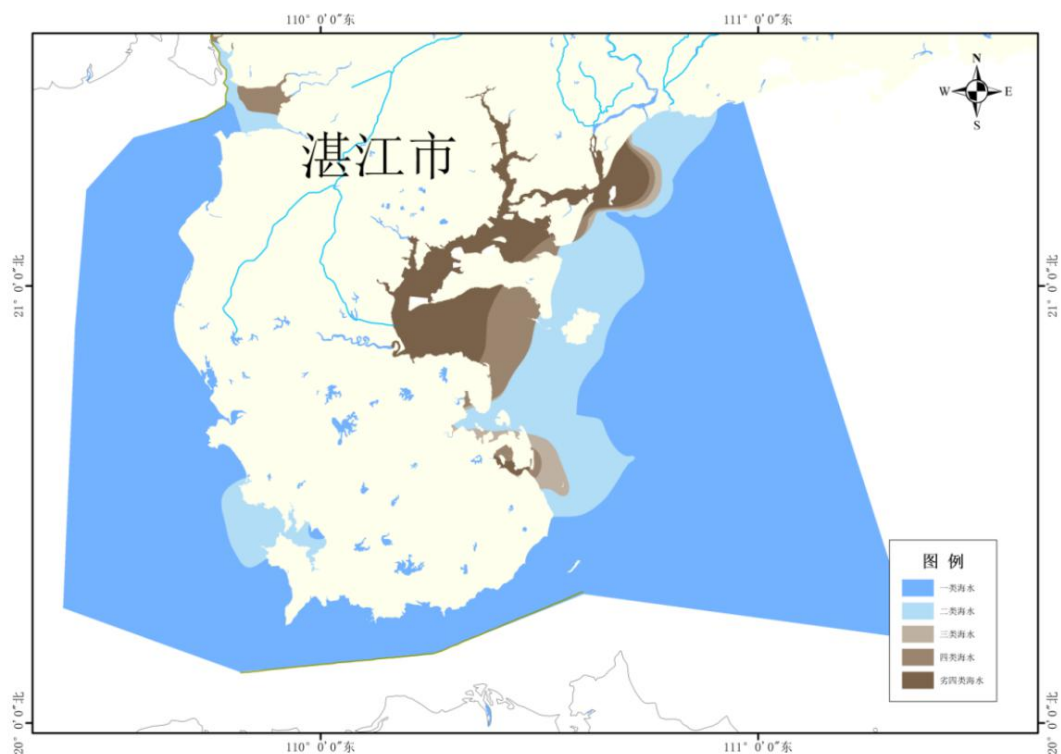 110° 0'0"东
111° 0'0"东
N
W
E
S
湛江市
21° 0'0"北
21° 0'0"北
图 例
一类海水
二类海水
三类海水
四类海水
劣四类海水
20° 0'0"北
20° 0'0"北
110° 0'0"东
111° 0'0"东